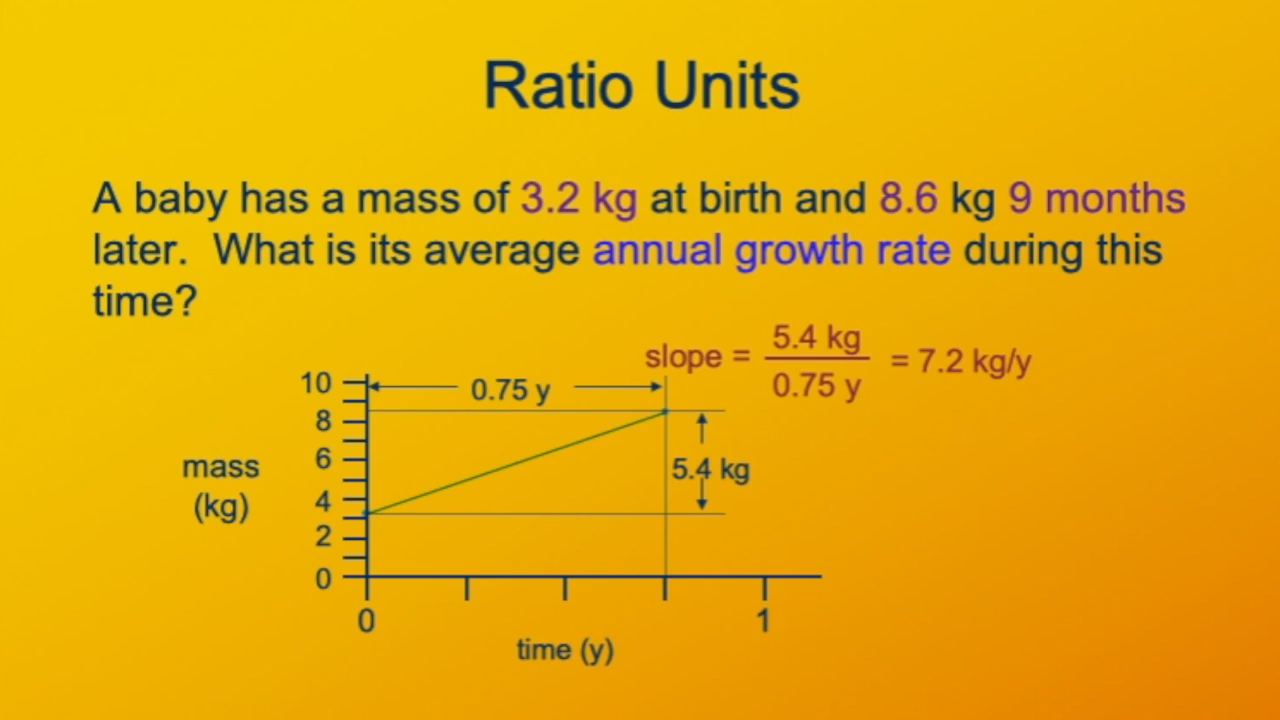 Ratio Units
A baby has a mass of 3.2 kg at birth and 8.6 kg 9 months
later. What is its average annual growth rate during this
time?
slope = 5.4 kg / 0.75 y = 7.2 kg/y
10
0.75 y
8
6
mass
(kg)
5.4 kg
4
2
0
0
1
time (y)